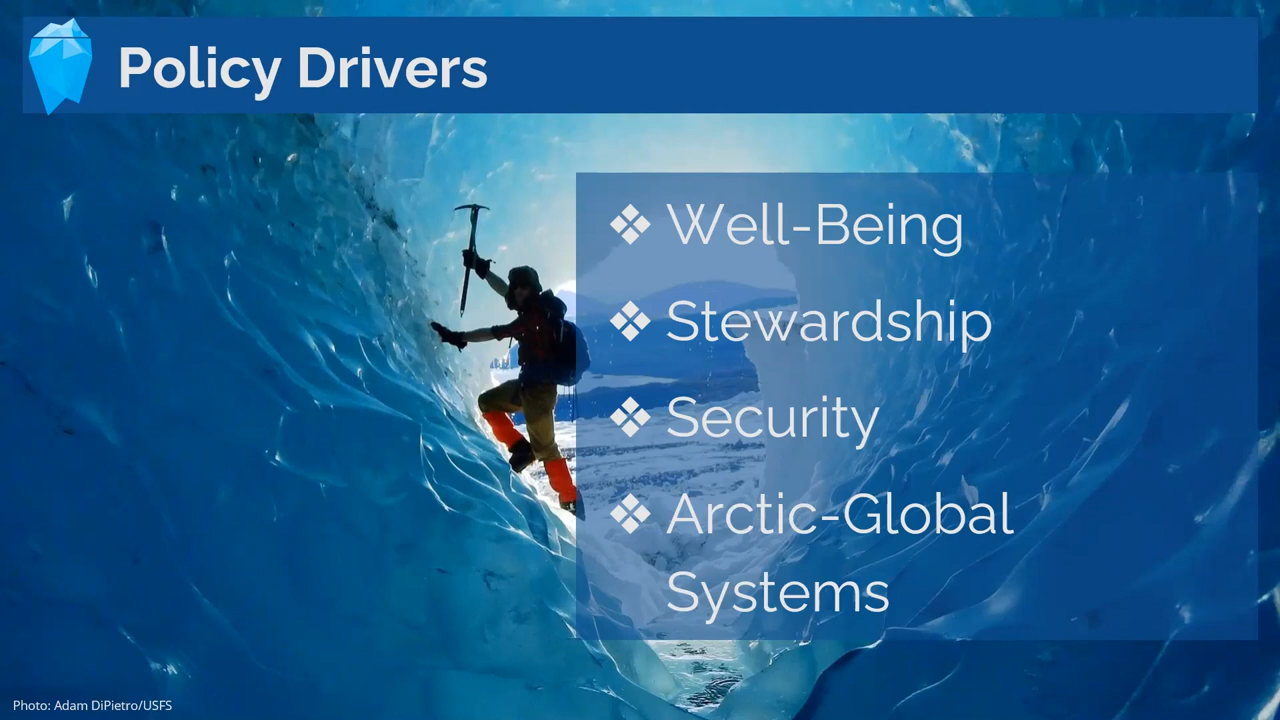 Policy Drivers
❖ Well-Being
❖ Stewardship
❖ Security
❖ Arctic-Global
Systems
Photo: Adam DiPietro/USFS